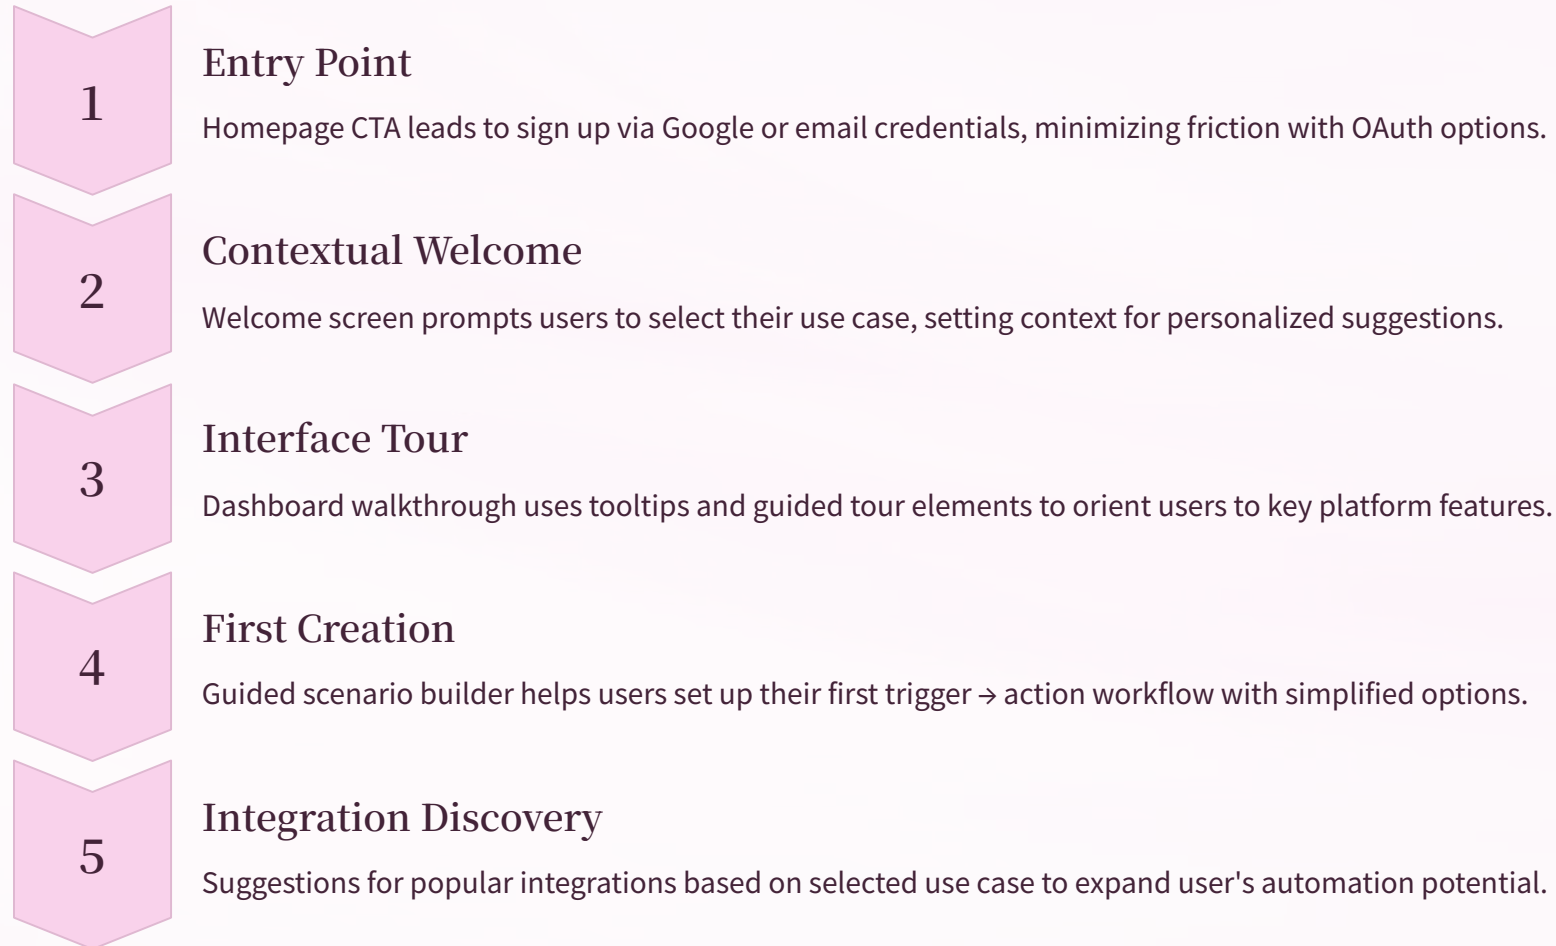 1
Entry Point
Homepage CTA leads to sign up via Google or email credentials, minimizing friction with OAuth options.
2
Contextual Welcome
Welcome screen prompts users to select their use case, setting context for personalized suggestions.
3
Interface Tour
Dashboard walkthrough uses tooltips and guided tour elements to orient users to key platform features.
4
First Creation
Guided scenario builder helps users set up their first trigger → action workflow with simplified options.
5
Integration Discovery
Suggestions for popular integrations based on selected use case to expand user's automation potential.